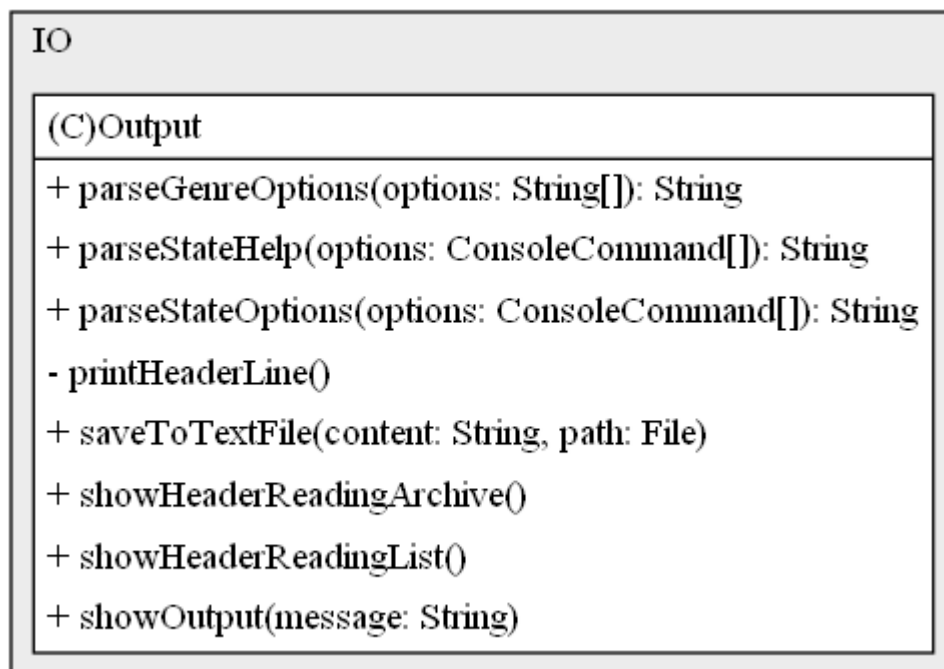 IO
(C)Output
+ parseGenreOptions(options: String[]): String
+ parseStateHelp(options: ConsoleCommand[]): String
+ parseStateOptions(options: ConsoleCommand[]): String
- printHeaderLine()
+ saveToTextFile(content: String, path: File)
+ showHeaderReadingArchive()
+ showHeaderReadingList()
+ showOutput(message: String)